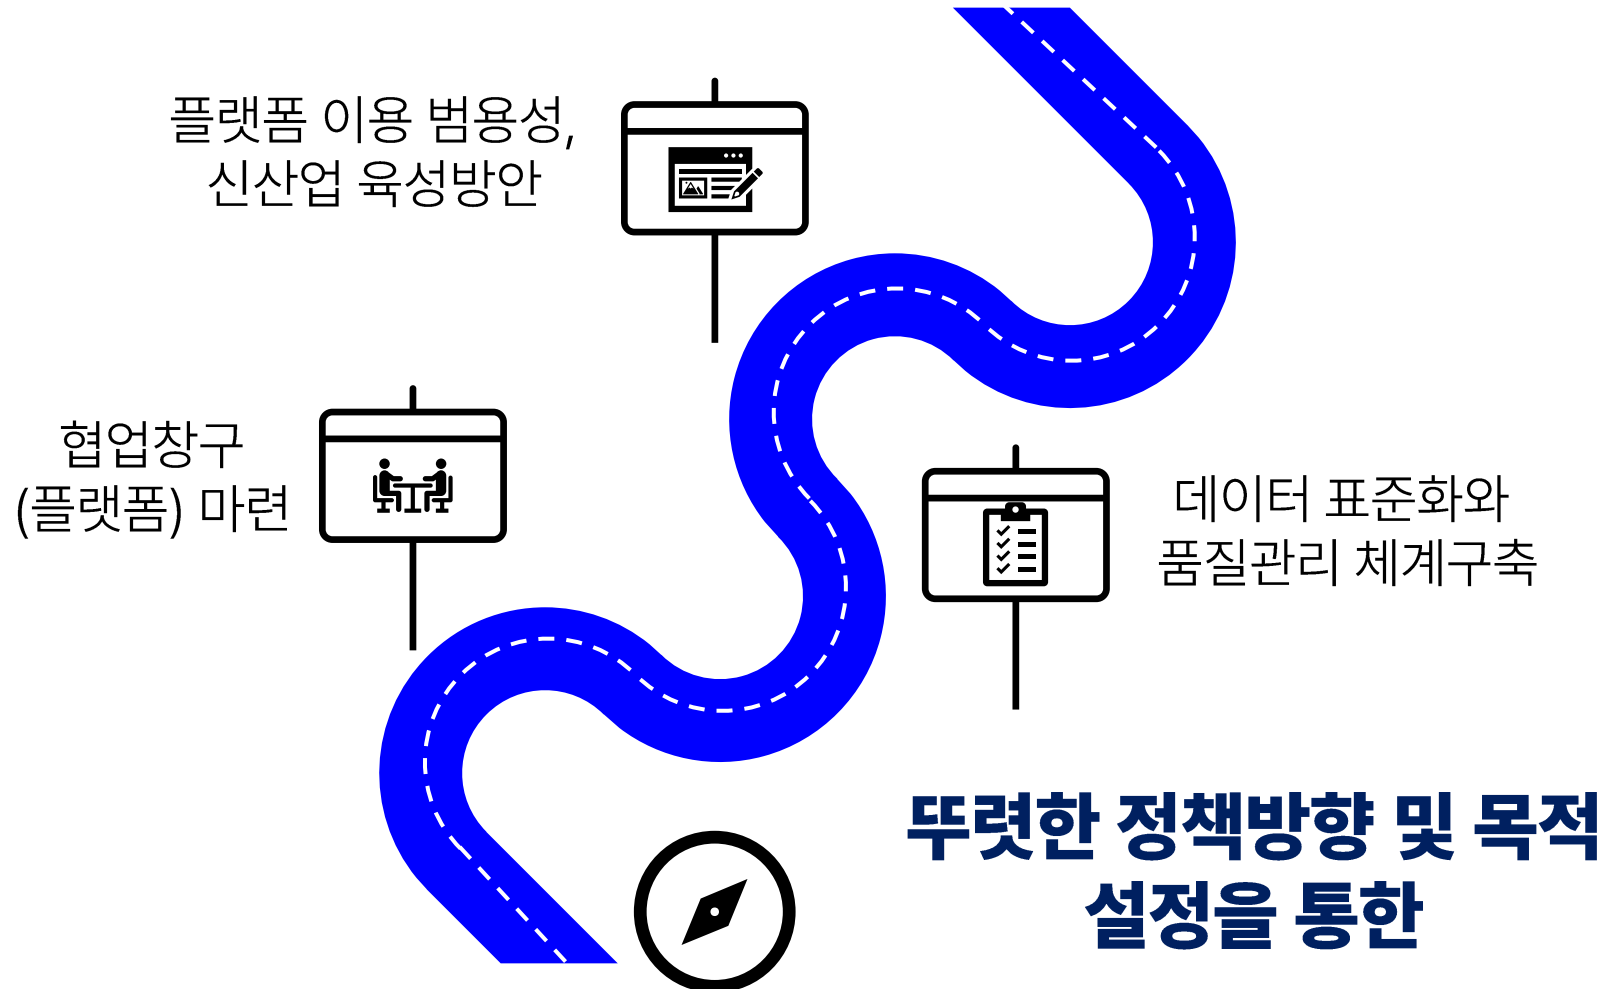 플랫폼 이용 범용성,
신산업 육성방안
협업창구
(플랫폼) 마련
데이터 표준화와
품질관리 체계구축
뚜렷한 정책방향 및 목적
설정을 통한